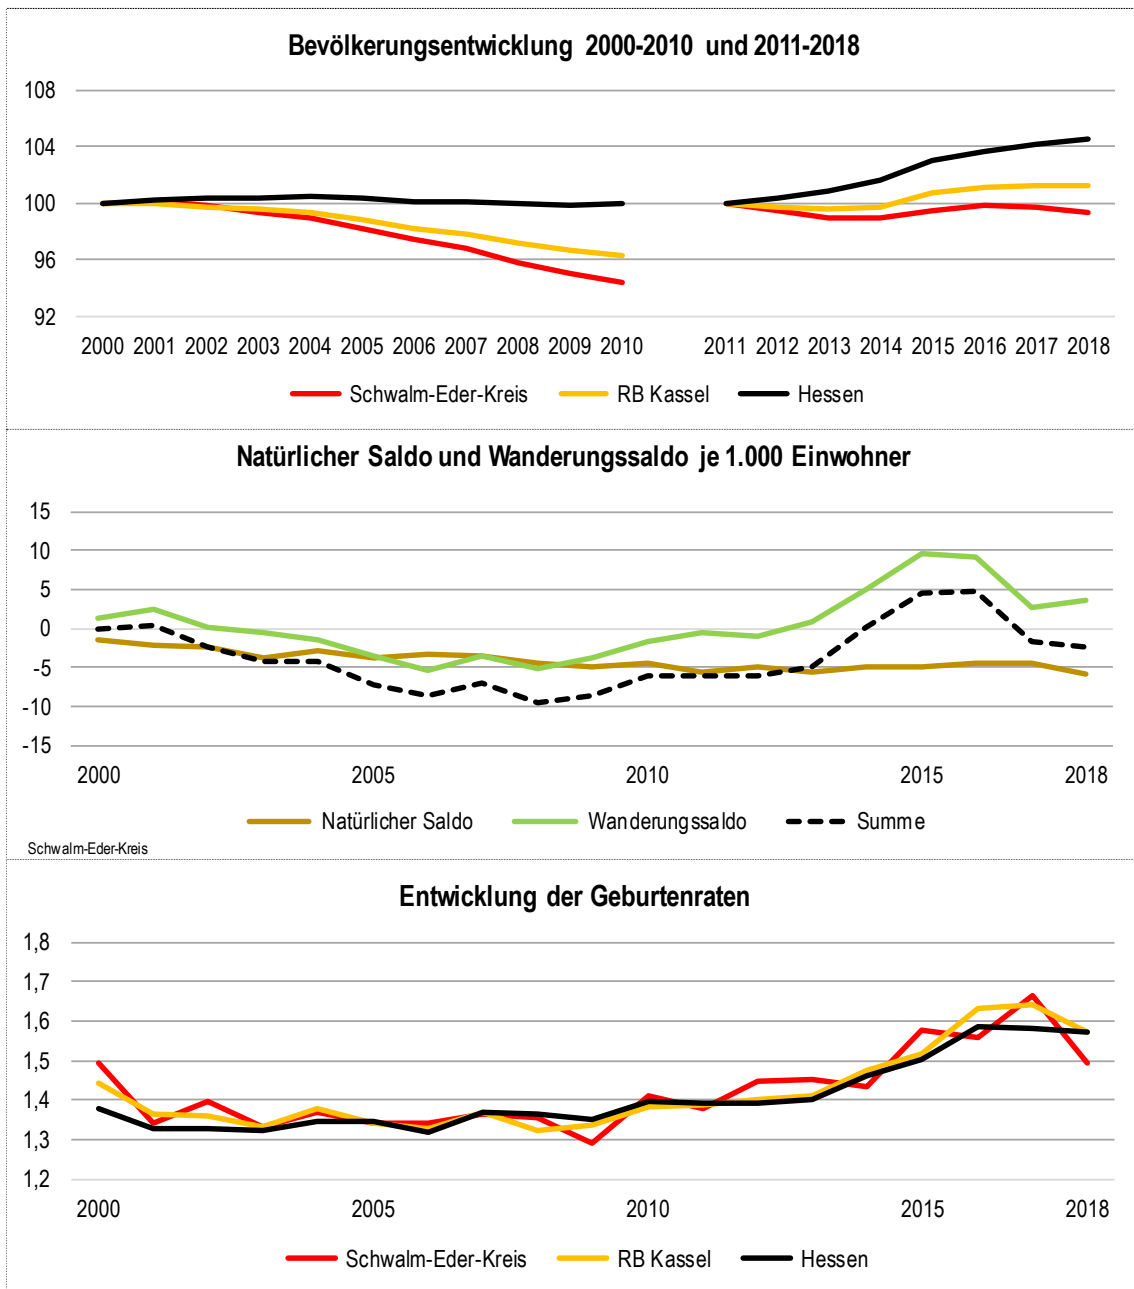 Bevölkerungsentwicklung 2000-2010 und 2011-2018
108
104
100
96
92
2000 2001 2002 2003 2004 2005 2006 2007 2008 2009 2010 2011 2012 2013 2014 2015 2016 2017 2018
Schwalm-Eder-Kreis RB Kassel Hessen
Natürlicher Saldo und Wanderungssaldo je 1.000 Einwohner
15
10
5
0
-5
-10
-15
2000 2005 2010 2015 2018
Natürlicher Saldo Wanderungssaldo Summe
Schwalm-Eder-Kreis
Entwicklung der Geburtenraten
1,8
1,7
1,6
1,5
1,4
1,3
1,2
2000 2005 2010 2015 2018
Schwalm-Eder-Kreis RB Kassel Hessen